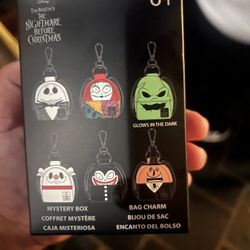 Disney
Tim Burton's
THE
NIGHTMARE
BEFORE
CHRISTMAS
GLOWS IN THE DARK
MYSTERY BOX
COFFRET MYSTÈRE
CAJA MISTERIOSA
BAG CHARM
BIJOU DE SAC
ENCANTO DEL BOLSO